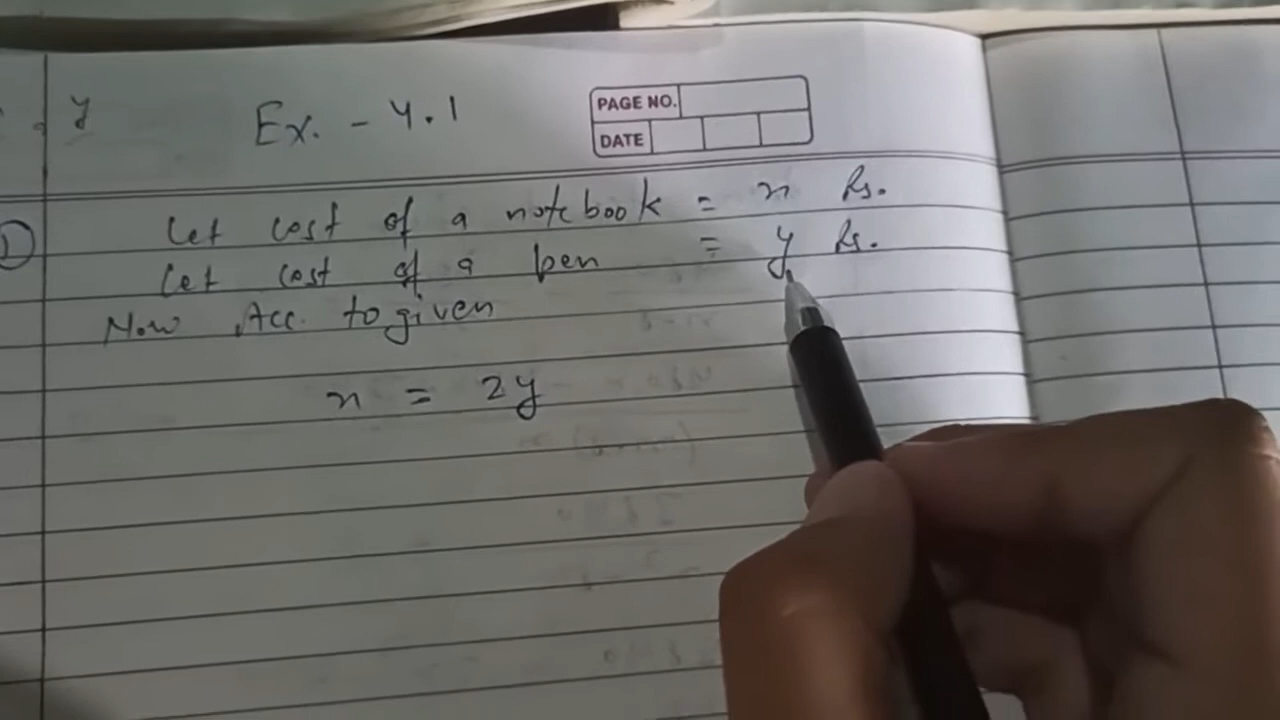 y Ex. - 4.1
PAGE NO.
DATE
① Let cost of a notebook = x Rs.
Let cost of a pen = y Rs.
Now Acc. to given
x = 2y